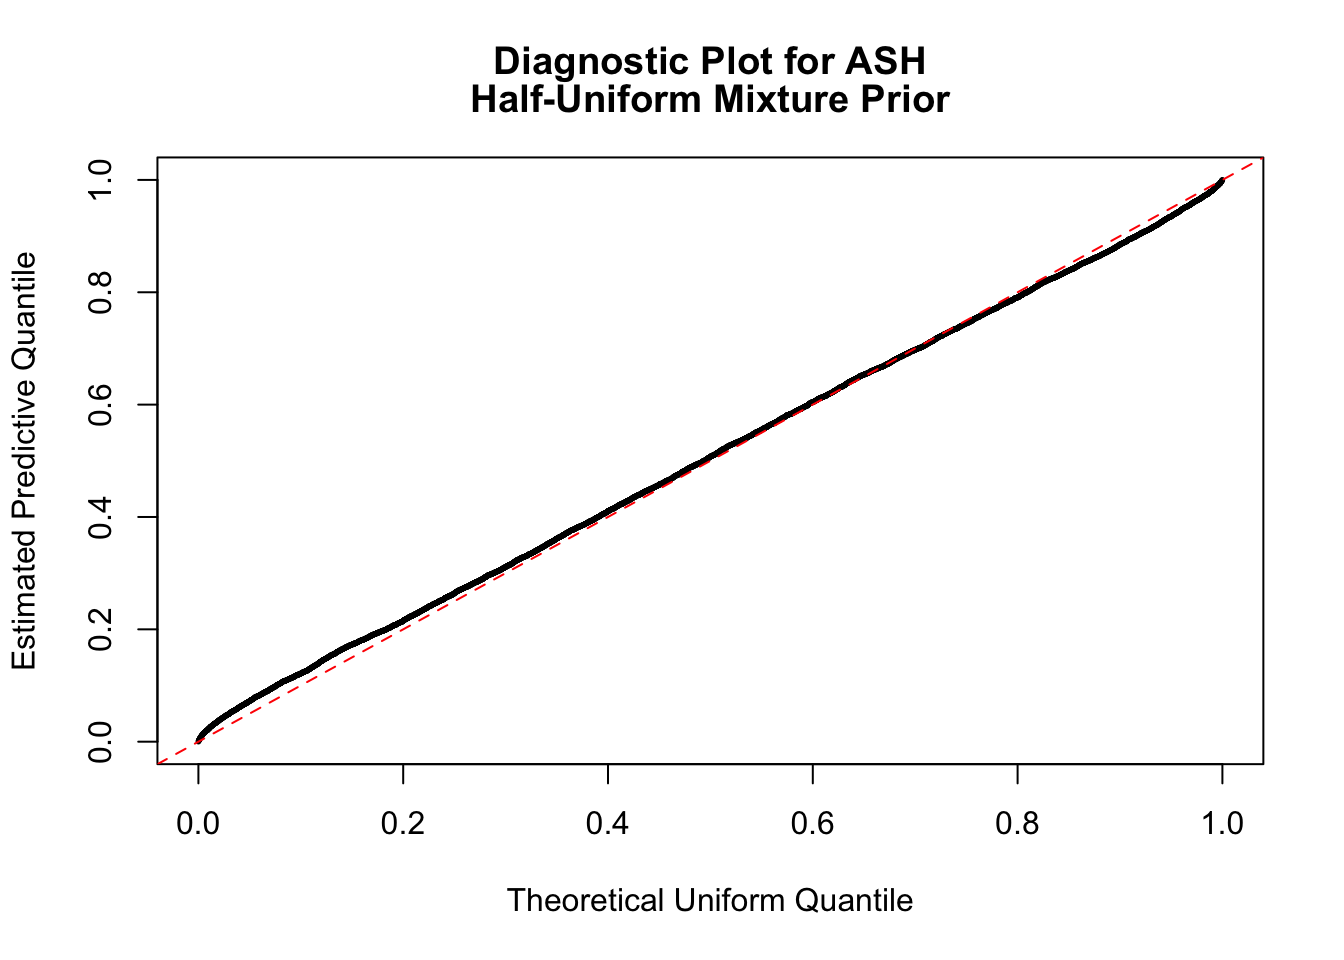 Diagnostic Plot for ASH
Half-Uniform Mixture Prior
Estimated Predictive Quantile
1.0
0.8
0.6
0.4
0.2
0.0
0.0 0.2 0.4 0.6 0.8 1.0
Theoretical Uniform Quantile